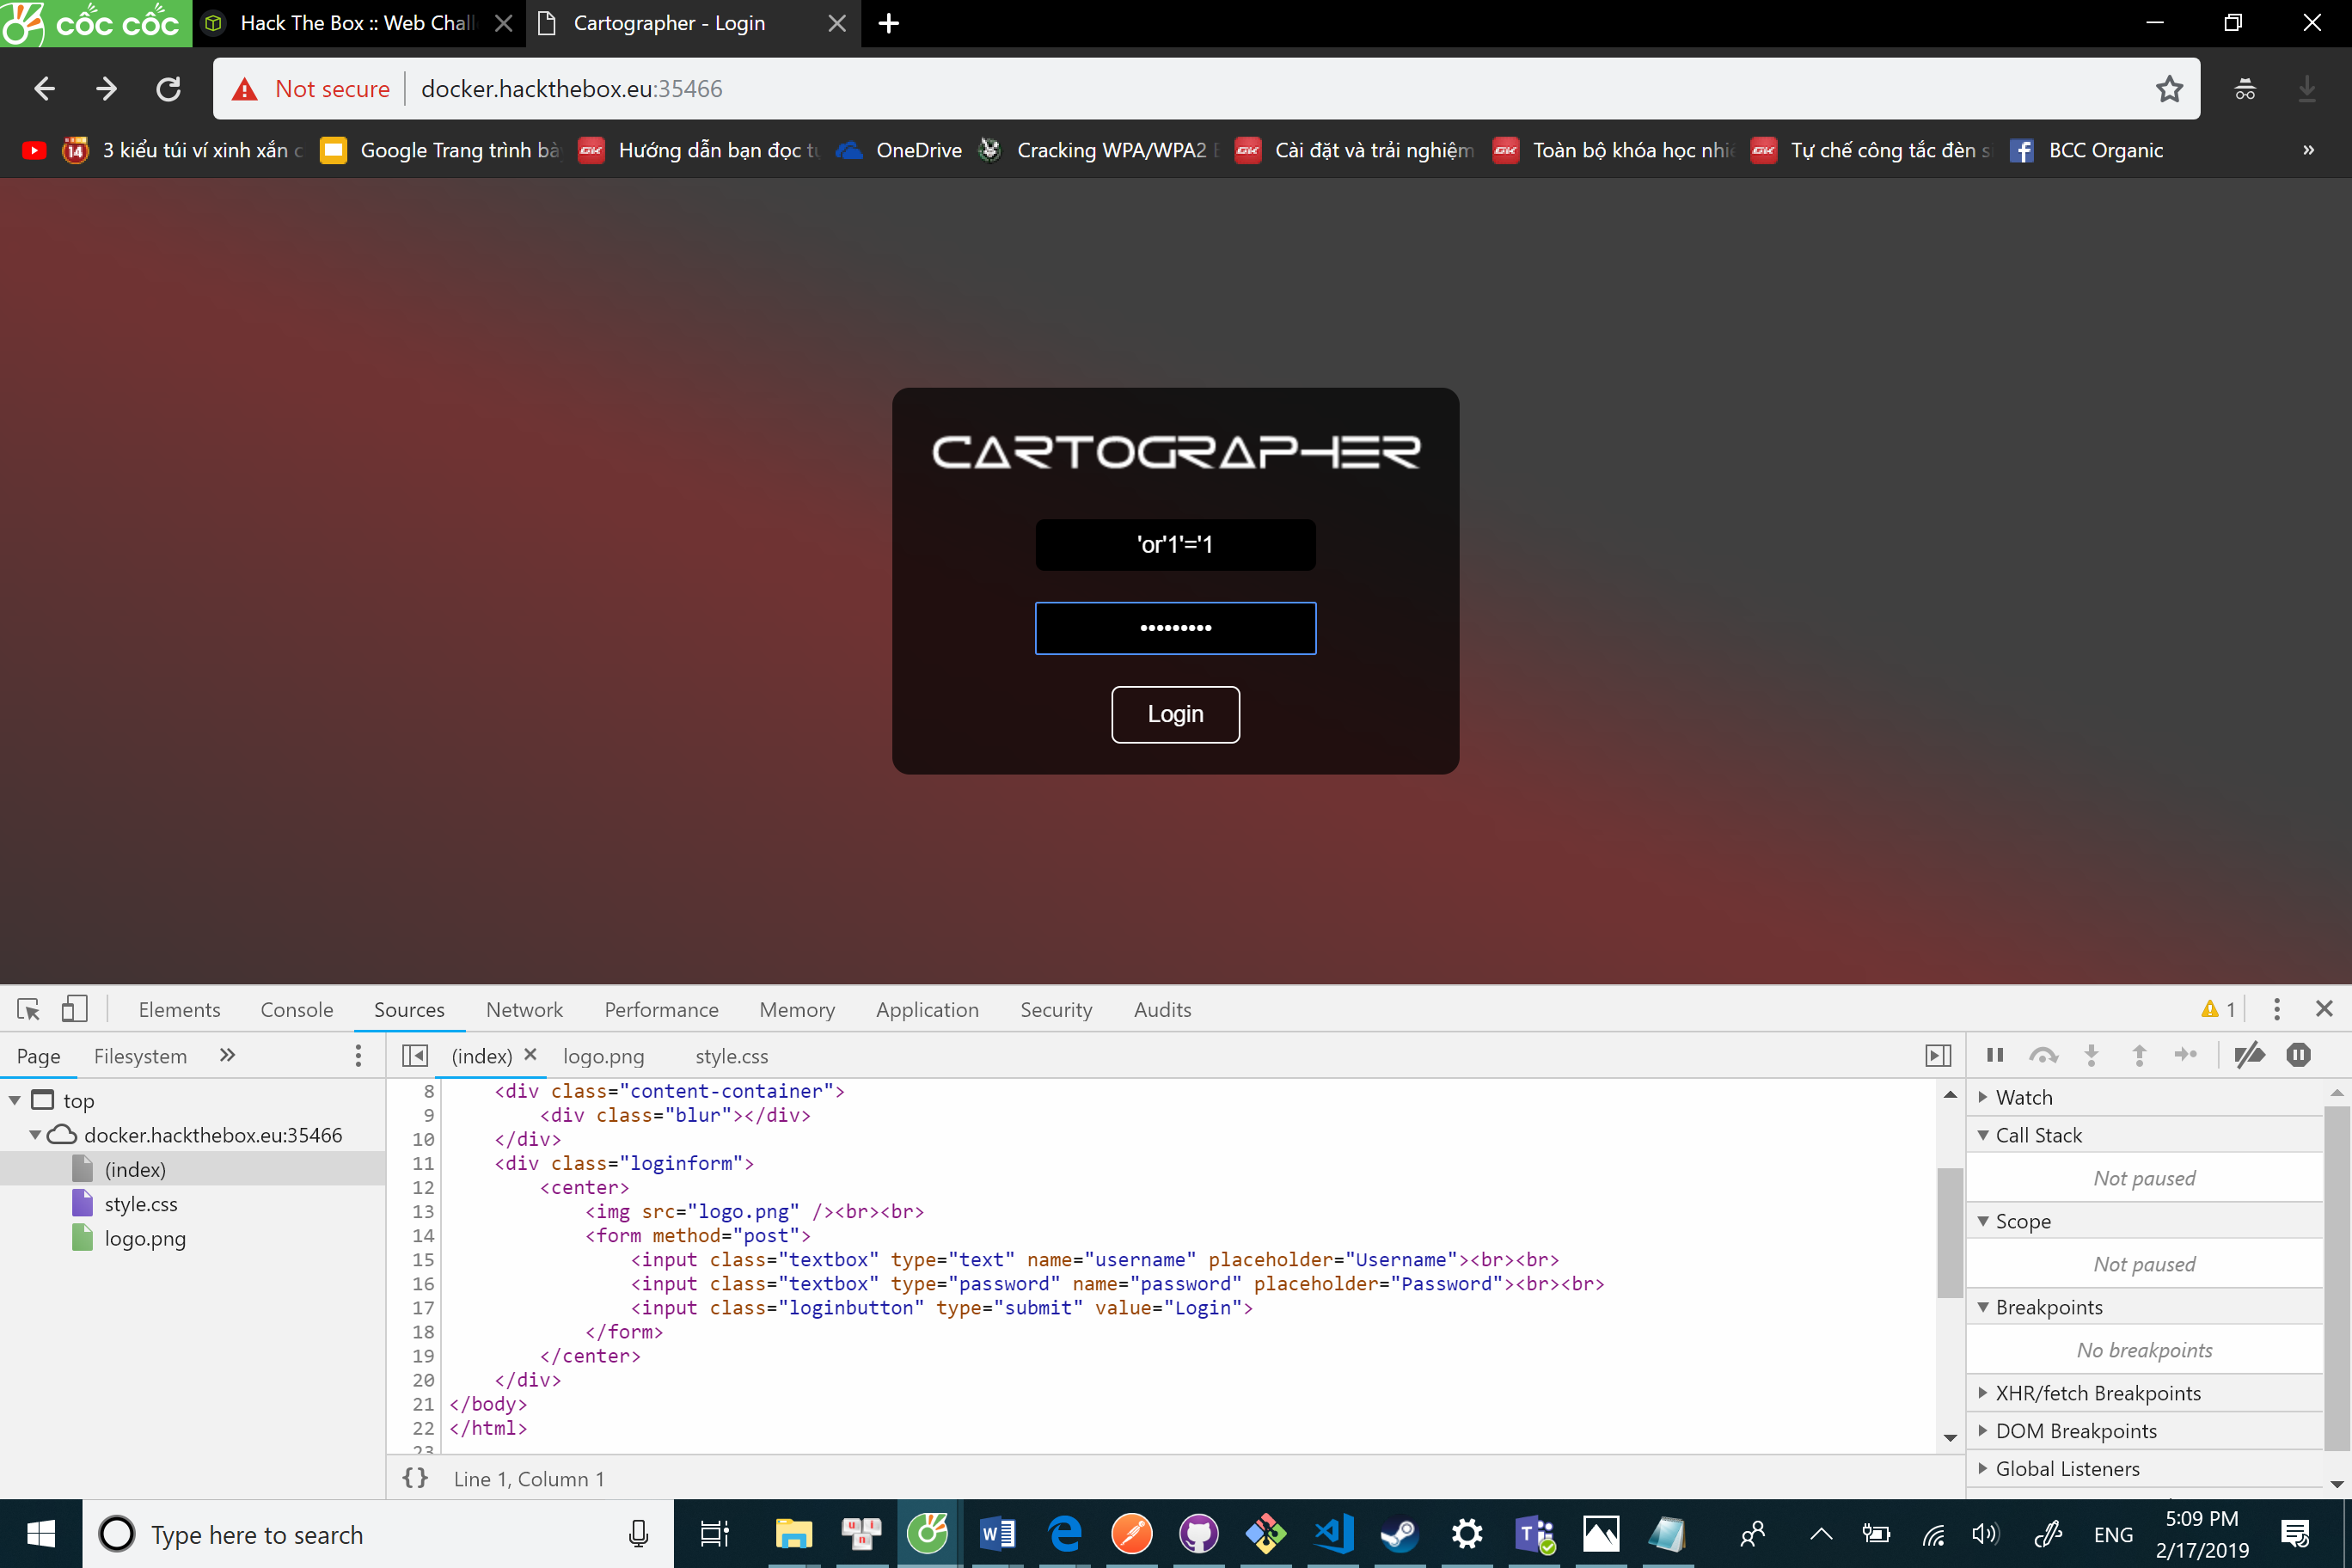 cốc cốc
Hack The Box :: Web Chall
Cartographer - Login
Not secure
docker.hackthebox.eu:35466
14
3 kiểu túi ví xinh xắn c
Google Trang trình bà
GK
Hướng dẫn bạn đọc tụ
OneDrive
Cracking WPA/WPA2 E
GK
Cài đặt và trải nghiệm
GK
Toàn bộ khóa học nhi
GK
Tự chế công tắc đèn s
BCC Organic
»
CARTOGRAPHER
'or'1'='1
•••••••••
Login
Elements
Console
Sources
Network
Performance
Memory
Application
Security
Audits
1
Page
Filesystem
»
(index)
logo.png
style.css
top
docker.hackthebox.eu:35466
(index)
style.css
logo.png
8 <div class="content-container">
9 <div class="blur"></div>
10 </div>
11 <div class="loginform">
12 <center>
13 <img src="logo.png" /><br><br>
14 <form method="post">
15 <input class="textbox" type="text" name="username" placeholder="Username"><br><br>
16 <input class="textbox" type="password" name="password" placeholder="Password"><br><br>
17 <input class="loginbutton" type="submit" value="Login">
18 </form>
19 </center>
20 </div>
21 </body>
22 </html>
23
{} Line 1, Column 1
Watch
Call Stack
Not paused
Scope
Not paused
Breakpoints
No breakpoints
XHR/fetch Breakpoints
DOM Breakpoints
Global Listeners
Type here to search
ENG
5:09 PM
2/17/2019